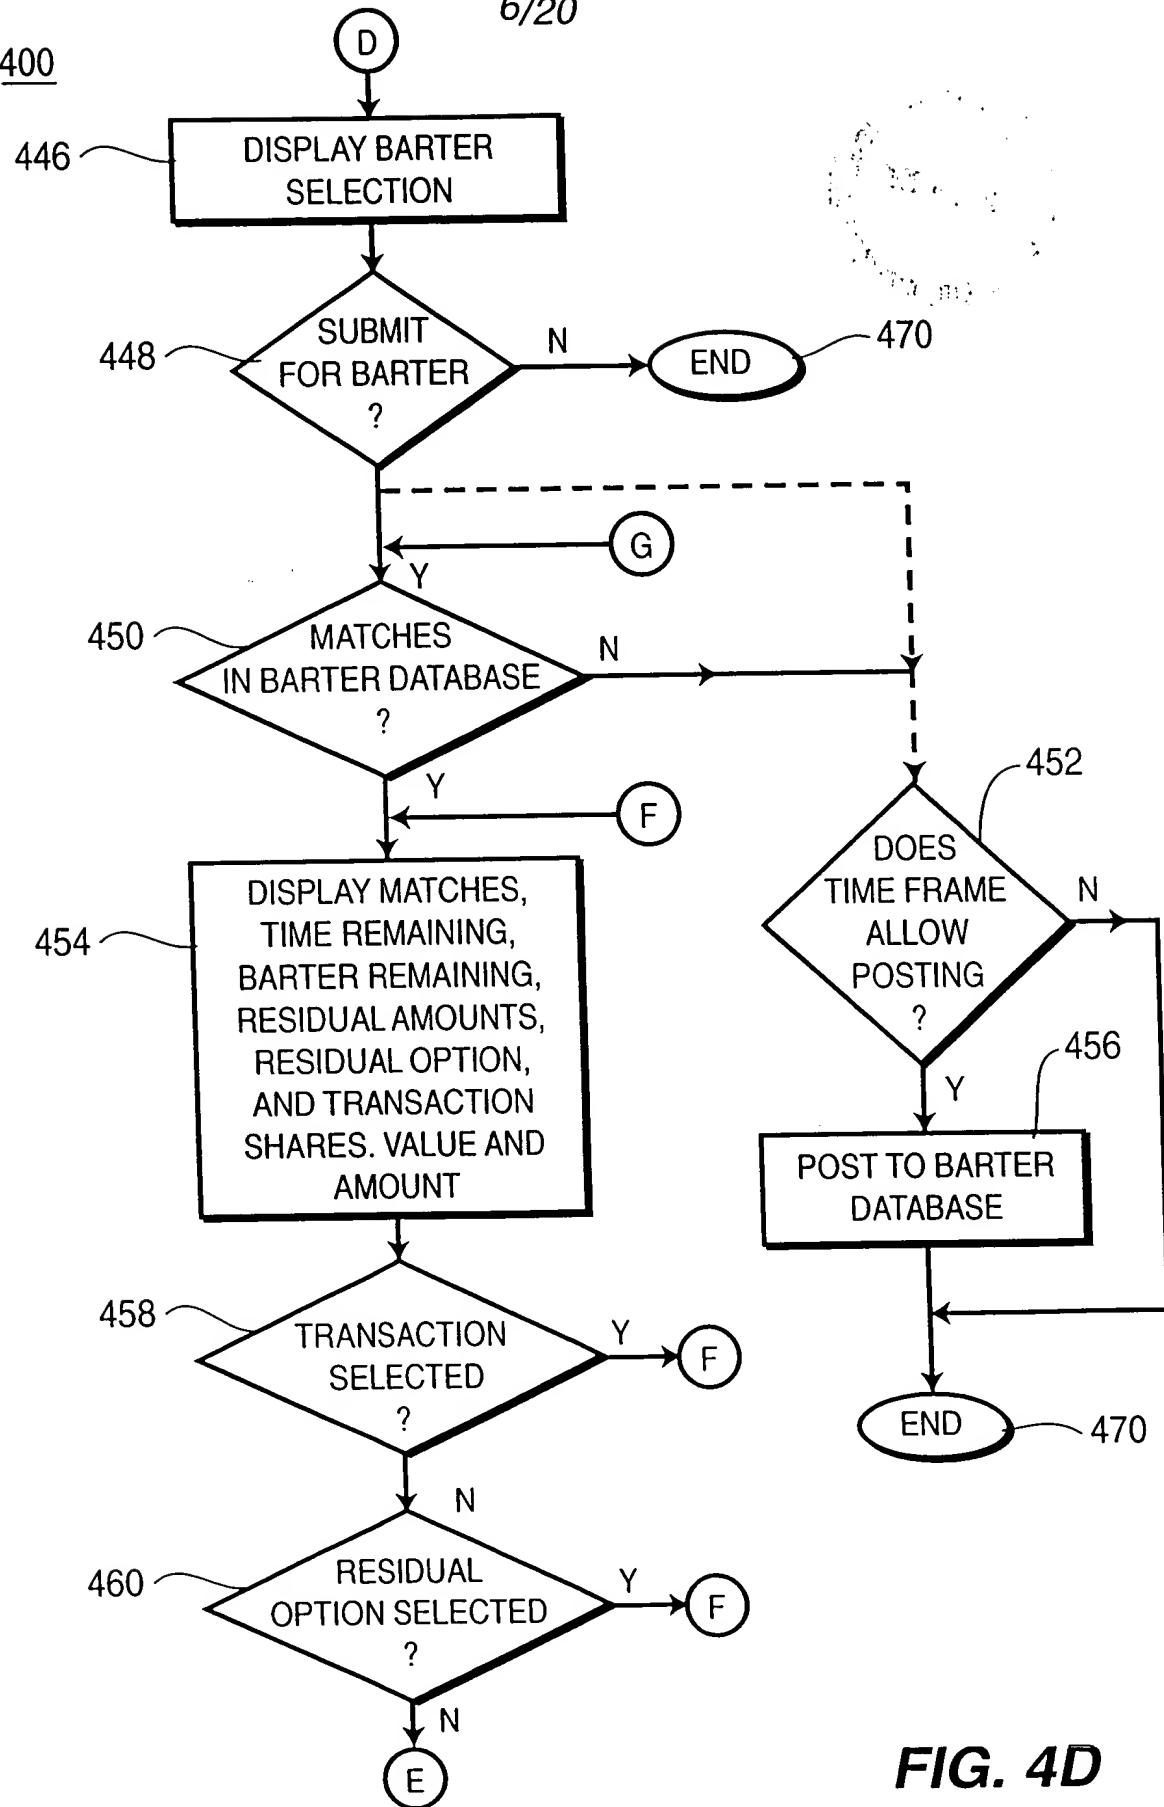 6/20
400
D
446
DISPLAY BARTER
SELECTION
448
SUBMIT
FOR BARTER
?
N
END
470
G
Y
450
MATCHES
IN BARTER DATABASE
?
N
Y
F
452
DOES
TIME FRAME
ALLOW
POSTING
?
N
454
DISPLAY MATCHES,
TIME REMAINING,
BARTER REMAINING,
RESIDUAL AMOUNTS,
RESIDUAL OPTION,
AND TRANSACTION
SHARES. VALUE AND
AMOUNT
Y
456
POST TO BARTER
DATABASE
458
TRANSACTION
SELECTED
?
Y
F
END
470
N
460
RESIDUAL
OPTION SELECTED
?
Y
F
N
E
FIG. 4D